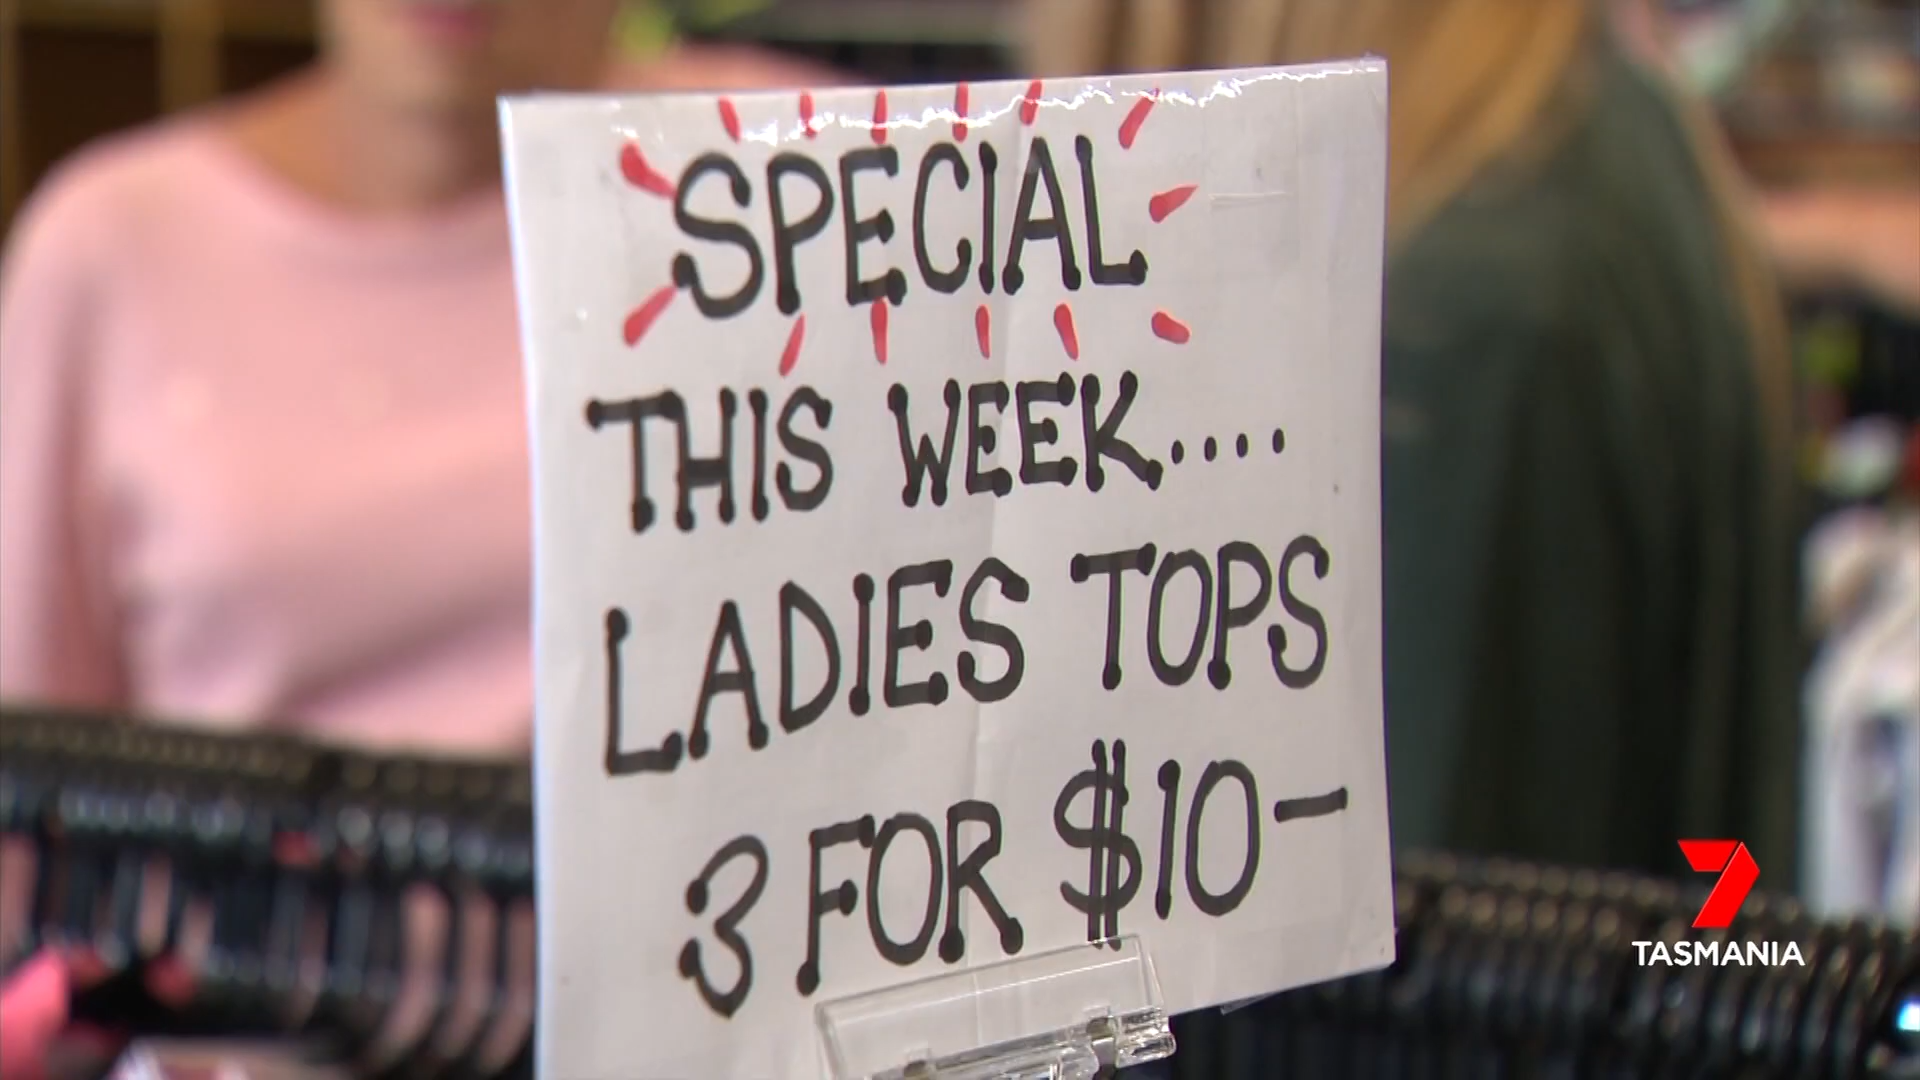 SPECIAL
THIS WEEK....
LADIES TOPS
3 FOR $10-
7
TASMANIA